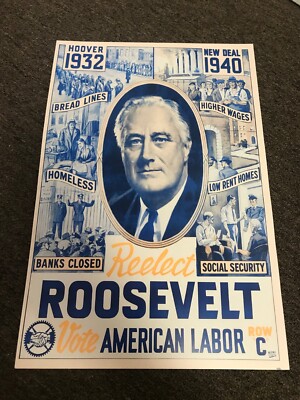 HOOVER
1932
NEW DEAL
1940
BREAD LINES
HIGHER WAGES
HOMELESS
LOW RENT HOMES
BANKS CLOSED
SOCIAL SECURITY
Reelect
ROOSEVELT
Vote AMERICAN LABOR ROW C